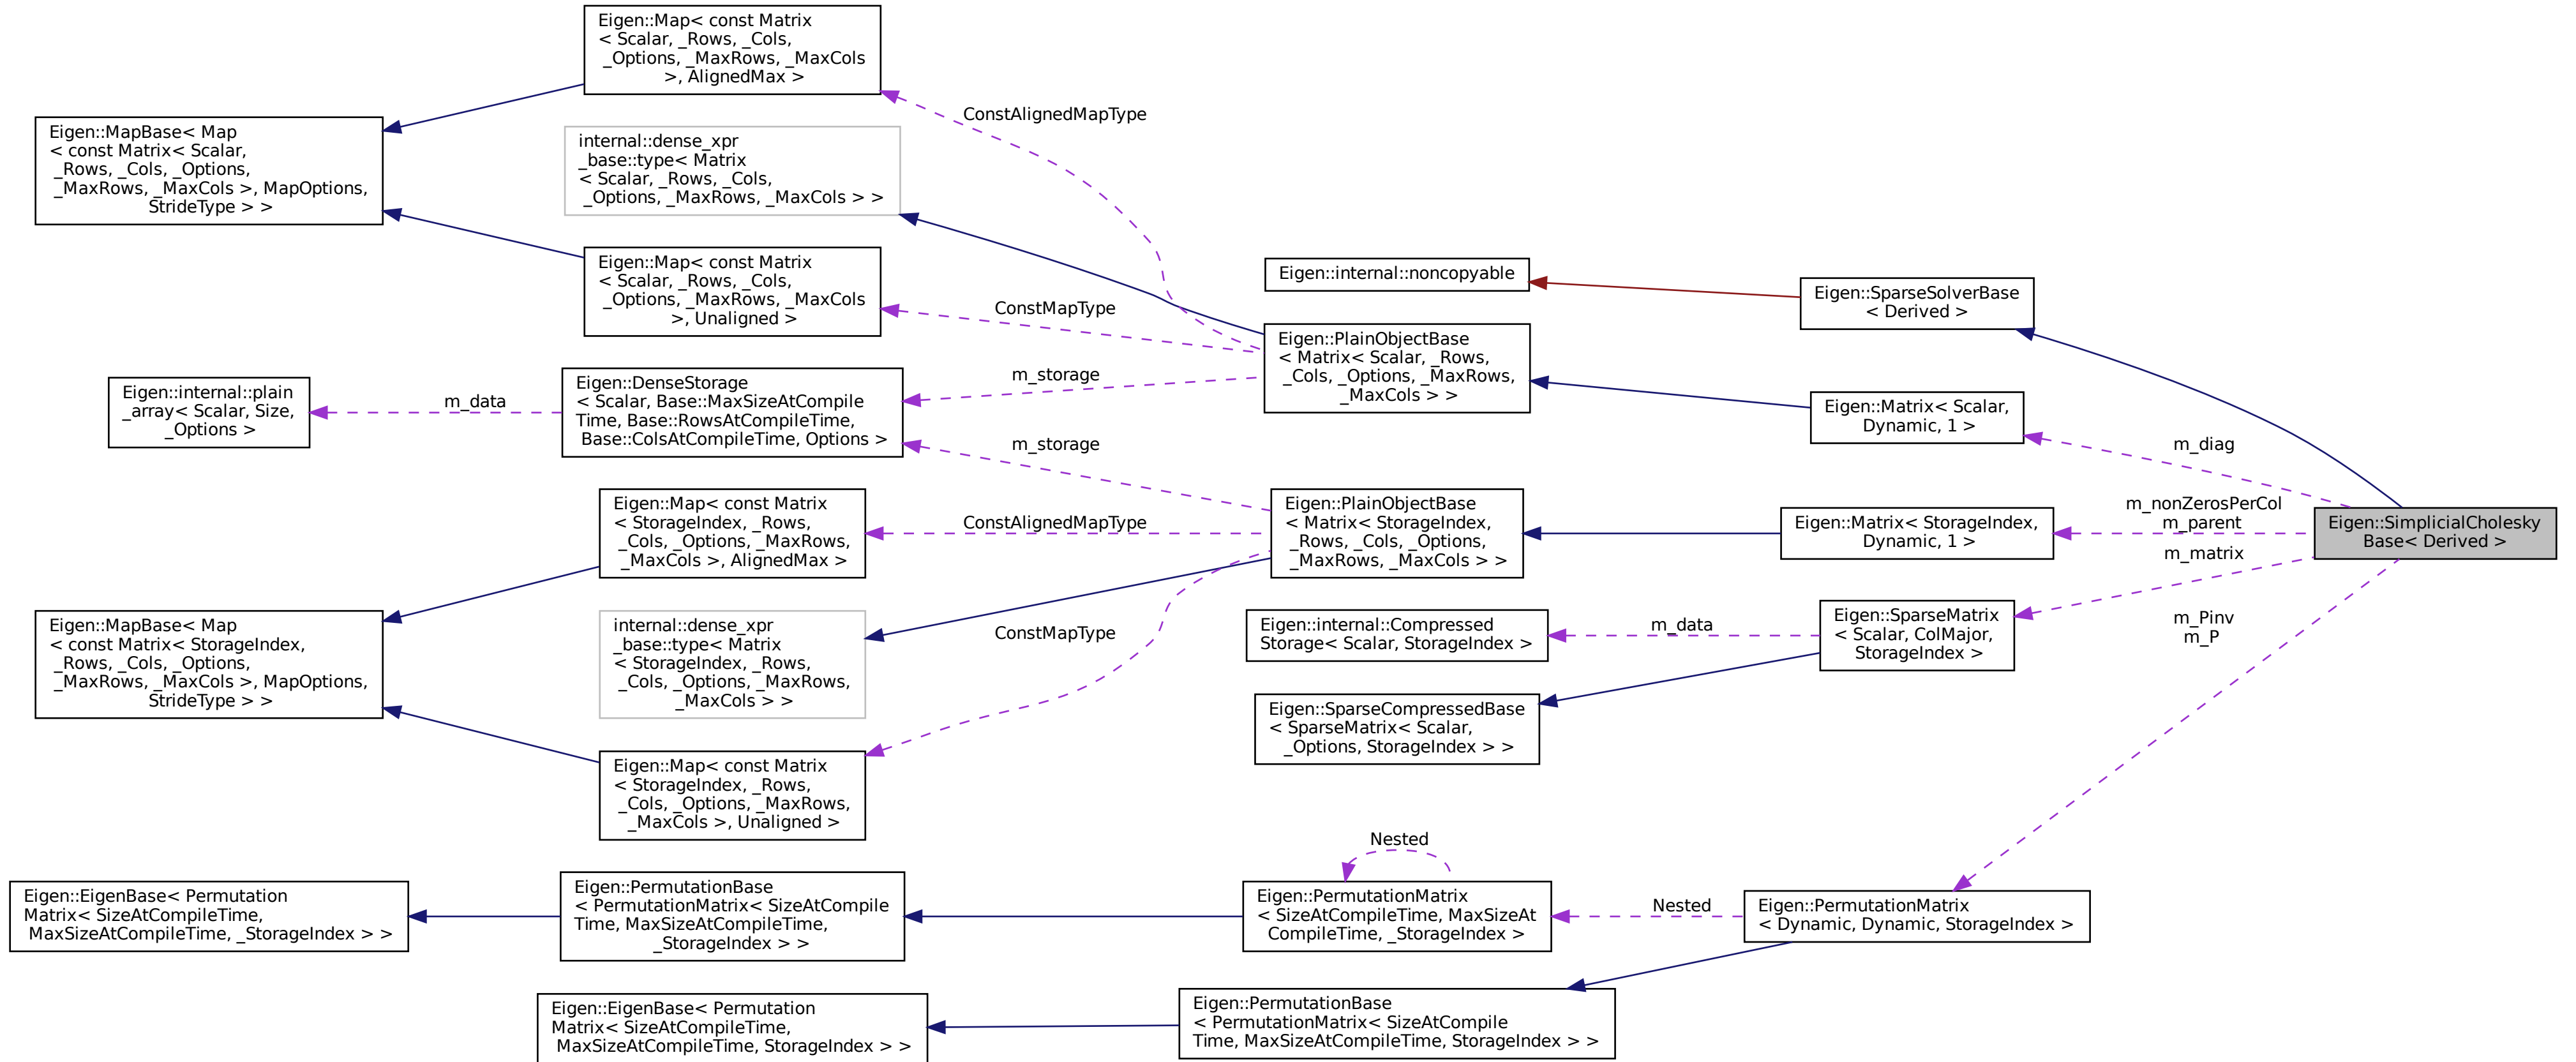 Eigen::Map< const Matrix
< Scalar, _Rows, _Cols,
_Options, _MaxRows, _MaxCols
>, AlignedMax >
Eigen::MapBase< Map
< const Matrix< Scalar,
_Rows, _Cols, _Options,
_MaxRows, _MaxCols >, MapOptions,
StrideType > >
ConstAlignedMapType
internal::dense_xpr
_base::type< Matrix
< Scalar, _Rows, _Cols,
_Options, _MaxRows, _MaxCols > >
Eigen::Map< const Matrix
< Scalar, _Rows, _Cols,
_Options, _MaxRows, _MaxCols
>, Unaligned >
ConstMapType
Eigen::internal::noncopyable
Eigen::SparseSolverBase
< Derived >
Eigen::PlainObjectBase
< Matrix< Scalar, _Rows,
_Cols, _Options, _MaxRows,
_MaxCols > >
m_storage
Eigen::internal::plain
_array< Scalar, Size,
_Options >
m_data
Eigen::DenseStorage
< Scalar, Base::MaxSizeAtCompile
Time, Base::RowsAtCompileTime,
Base::ColsAtCompileTime, Options >
m_storage
Eigen::Matrix< Scalar,
Dynamic, 1 >
m_diag
Eigen::Map< const Matrix
< StorageIndex, _Rows,
_Cols, _Options, _MaxRows,
_MaxCols >, AlignedMax >
ConstAlignedMapType
Eigen::PlainObjectBase
< Matrix< StorageIndex,
_Rows, _Cols, _Options,
_MaxRows, _MaxCols > >
Eigen::Matrix< StorageIndex,
Dynamic, 1 >
m_nonZerosPerCol
m_parent
Eigen::SimplicialCholesky
Base< Derived >
m_matrix
Eigen::MapBase< Map
< const Matrix< StorageIndex,
_Rows, _Cols, _Options,
_MaxRows, _MaxCols >, MapOptions,
StrideType > >
internal::dense_xpr
_base::type< Matrix
< StorageIndex, _Rows,
_Cols, _Options, _MaxRows,
_MaxCols > >
ConstMapType
Eigen::internal::Compressed
Storage< Scalar, StorageIndex >
m_data
Eigen::SparseMatrix
< Scalar, ColMajor,
StorageIndex >
m_Pinv
m_P
Eigen::SparseCompressedBase
< SparseMatrix< Scalar,
_Options, StorageIndex > >
Eigen::Map< const Matrix
< StorageIndex, _Rows,
_Cols, _Options, _MaxRows,
_MaxCols >, Unaligned >
Nested
Eigen::EigenBase< Permutation
Matrix< SizeAtCompileTime,
MaxSizeAtCompileTime, _StorageIndex > >
Eigen::PermutationBase
< PermutationMatrix< SizeAtCompile
Time, MaxSizeAtCompileTime,
_StorageIndex > >
Eigen::PermutationMatrix
< SizeAtCompileTime, MaxSizeAt
CompileTime, _StorageIndex >
Nested
Eigen::PermutationMatrix
< Dynamic, Dynamic, StorageIndex >
Eigen::EigenBase< Permutation
Matrix< SizeAtCompileTime,
MaxSizeAtCompileTime, StorageIndex > >
Eigen::PermutationBase
< PermutationMatrix< SizeAtCompile
Time, MaxSizeAtCompileTime, StorageIndex > >